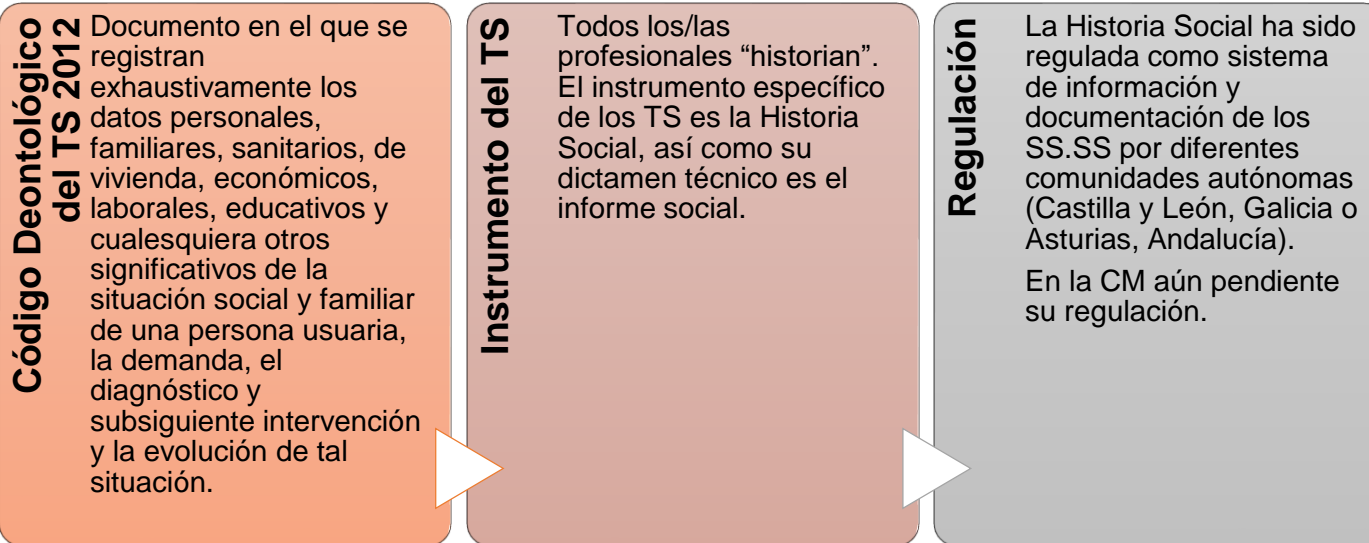 Código Deontológico
del TS 2012
Documento en el que se
registran
exhaustivamente los
datos personales,
familiares, sanitarios, de
vivienda, económicos,
laborales, educativos y
cualesquiera otros
significativos de la
situación social y familiar
de una persona usuaria,
la demanda, el
diagnóstico y
subsiguiente intervención
y la evolución de tal
situación.
Instrumento del TS
Todos los/las
profesionales “historian”.
El instrumento específico
de los TS es la Historia
Social, así como su
dictamen técnico es el
informe social.
Regulación
La Historia Social ha sido
regulada como sistema
de información y
documentación de los
SS.SS por diferentes
comunidades autónomas
(Castilla y León, Galicia o
Asturias, Andalucía).
En la CM aún pendiente
su regulación.